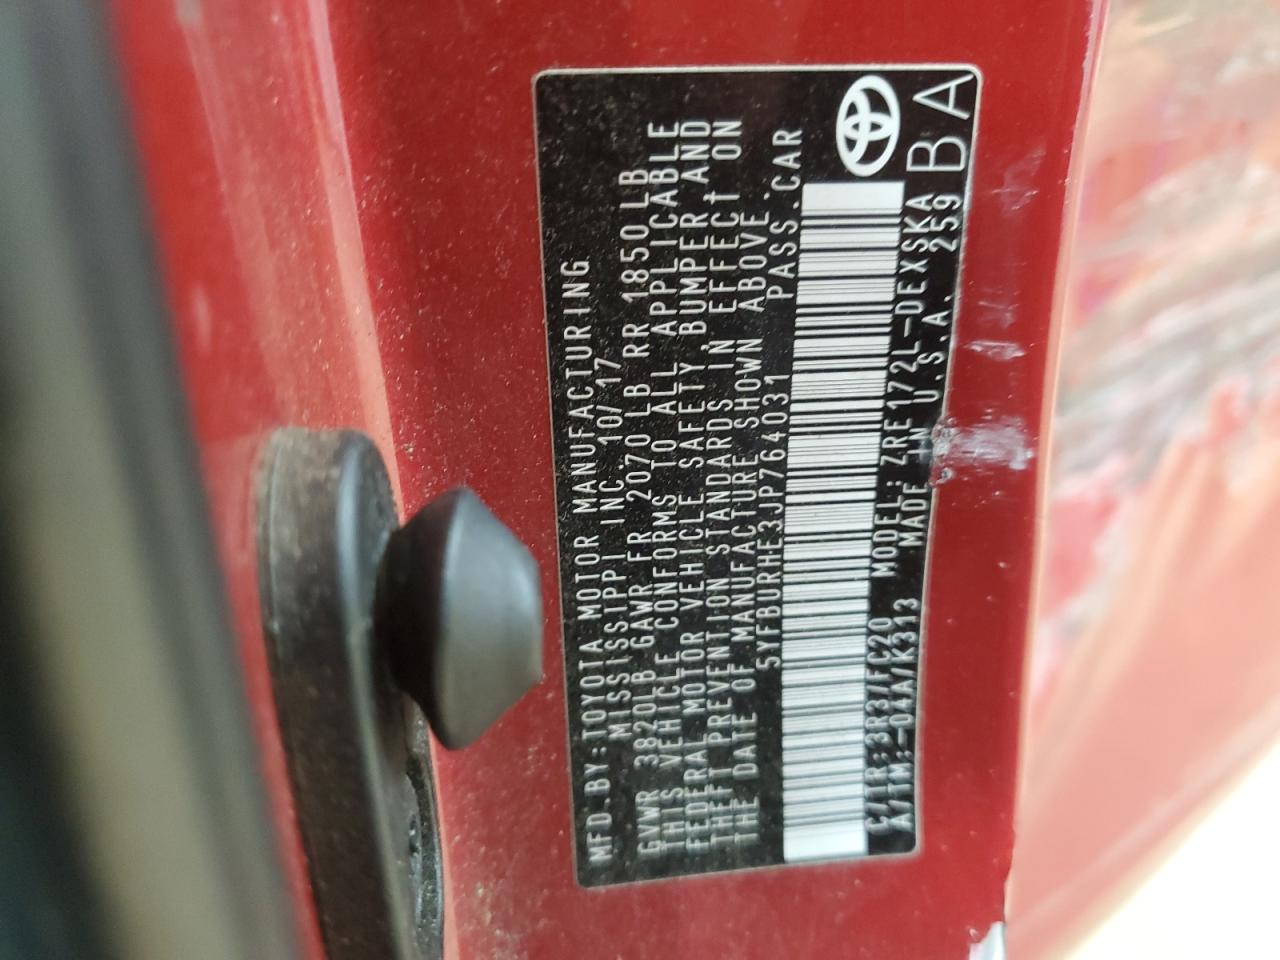 MFD.BY:TOYOTA MOTOR MANUFACTURING
MISSISSIPPI INC. 10/17
GVWR 3820LB GAWR FR 2070LB RR 1850LB
THIS VEHICLE CONFORMS TO ALL APPLICABLE
FEDERAL MOTOR VEHICLE SAFETY,BUMPER,AND
THEFT PREVENTION STANDARDS IN EFFECT ON
THE DATE OF MANUFACTURE SHOWN ABOVE.
5YFBURHE3JP764031 PASS.CAR
C/TR:3R3/FC20 MODEL:ZRE172L-DEXSKA
A/TM:-04A/K313 MADE IN U.S.A. 259
BA